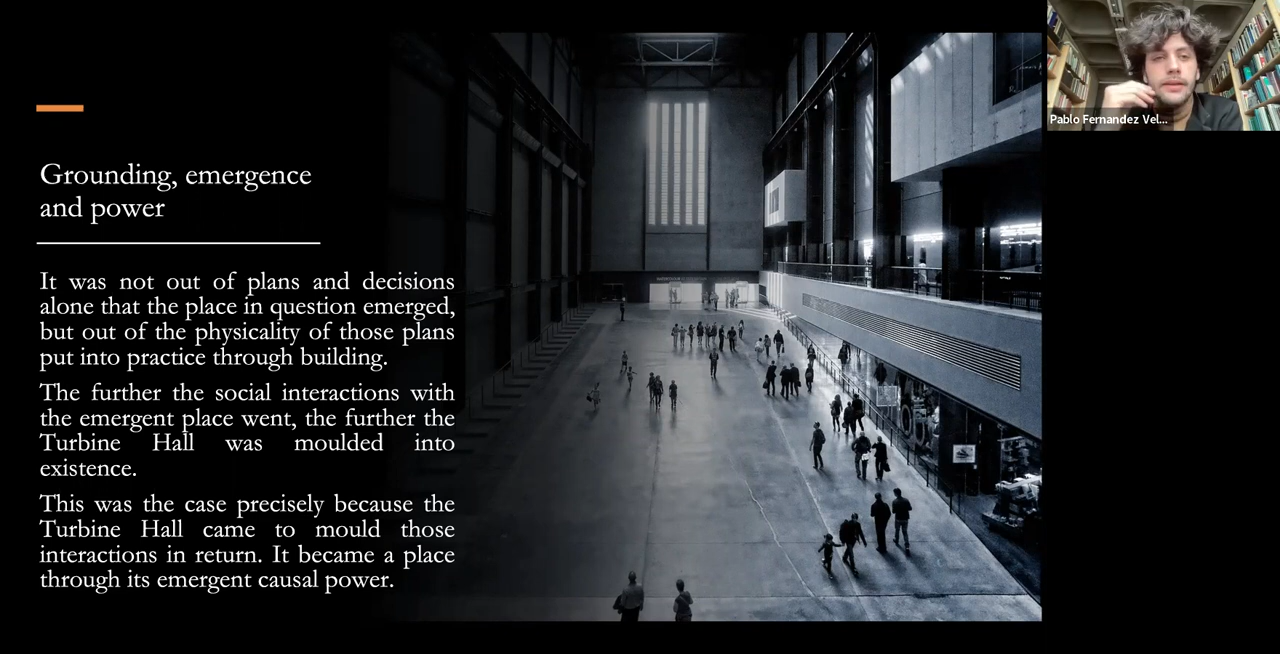 Grounding, emergence
and power
It was not out of plans and decisions
alone that the place in question emerged,
but out of the physicality of those plans
put into practice through building.
The further the social interactions with
the emergent place went, the further the
Turbine Hall was moulded into
existence.
This was the case precisely because the
Turbine Hall came to mould those
interactions in return. It became a place
through its emergent causal power.
Pablo Fernandez Vel...